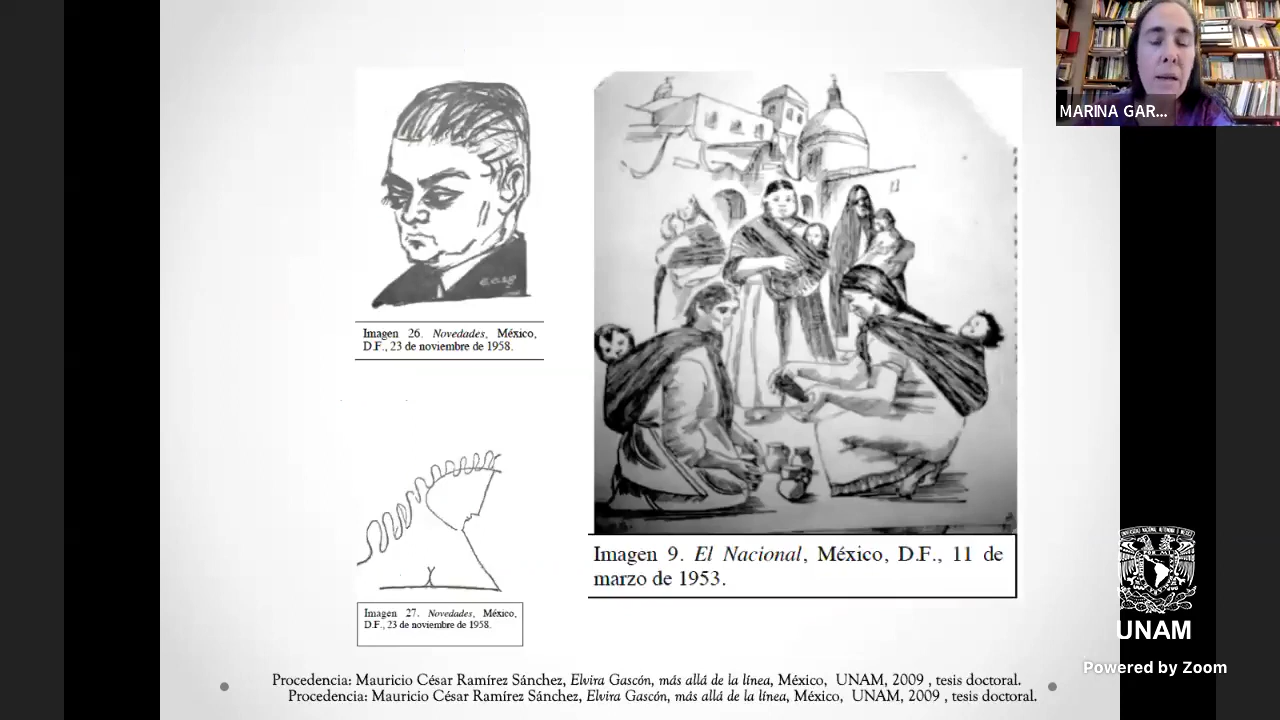 MARINA GAR...
Imagen 26. Novedades, México,
D.F., 23 de noviembre de 1958.
Imagen 9. El Nacional, México, D.F., 11 de
marzo de 1953.
Imagen 27. Novedades, México,
D.F., 23 de noviembre de 1958.
UNAM
Powered by Zoom
Procedencia: Mauricio César Ramírez Sánchez, Elvira Gascón, más allá de la línea, México, UNAM, 2009 , tesis doctoral.
Procedencia: Mauricio César Ramírez Sánchez, Elvira Gascón, más allá de la línea, México, UNAM, 2009 , tesis doctoral.